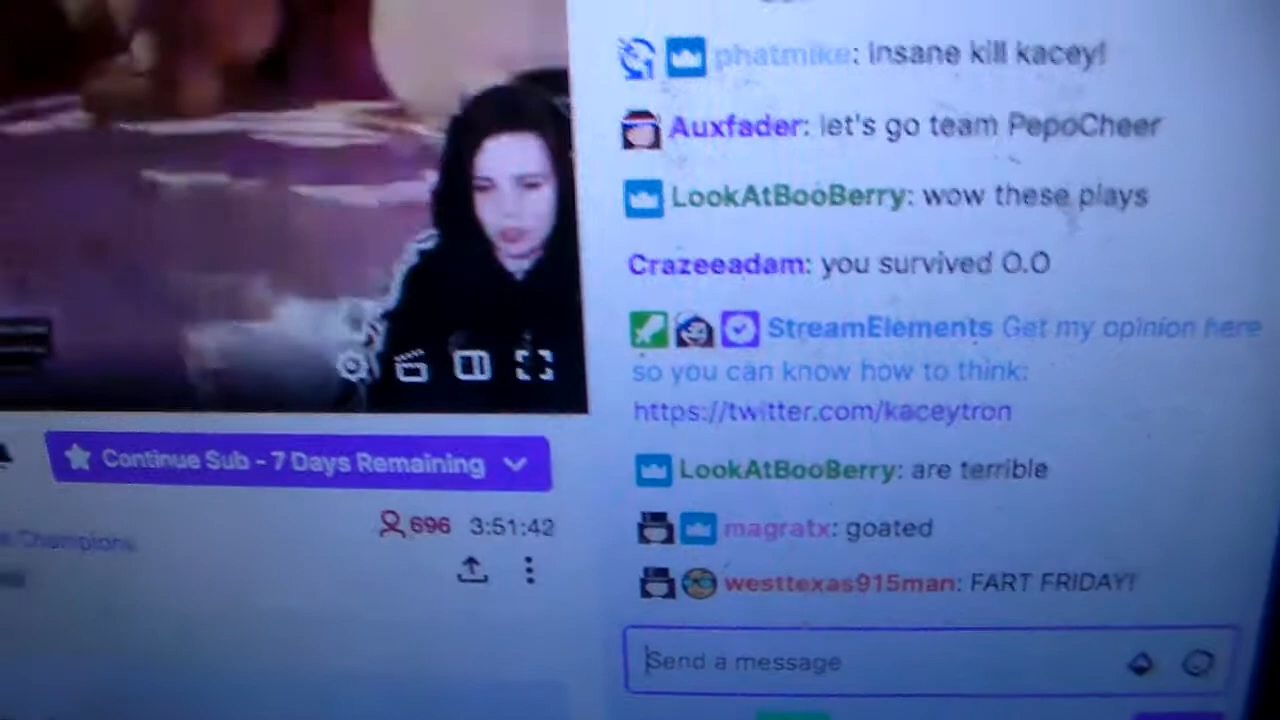 phatmike: Insane kill kacey!
Auxfader: let's go team PepoCheer
LookAtBooBerry: wow these plays
Crazeeadam: you survived O.O
StreamElements Get my opinion here
so you can know how to think:
https://twitter.com/kaceytron
LookAtBooBerry: are terrible
magratx: goated
westtexas915man: FART FRIDAY!
Send a message
Continue Sub - 7 Days Remaining
696 3:51:42
Champions